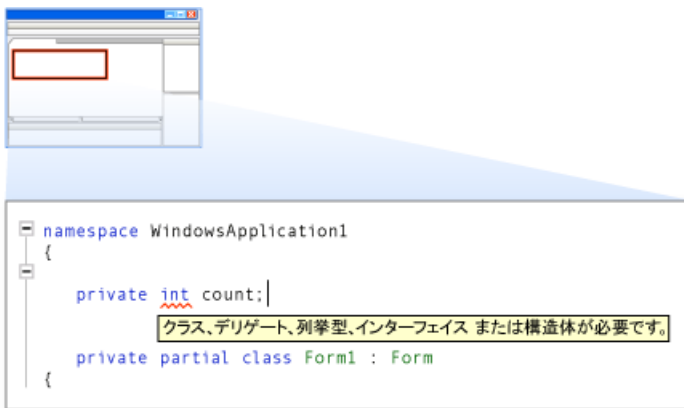 namespace WindowsApplication1
{
private int count;
クラス、デリゲート、列挙型、インターフェイス または構造体が必要です。
private partial class Form1 : Form
{